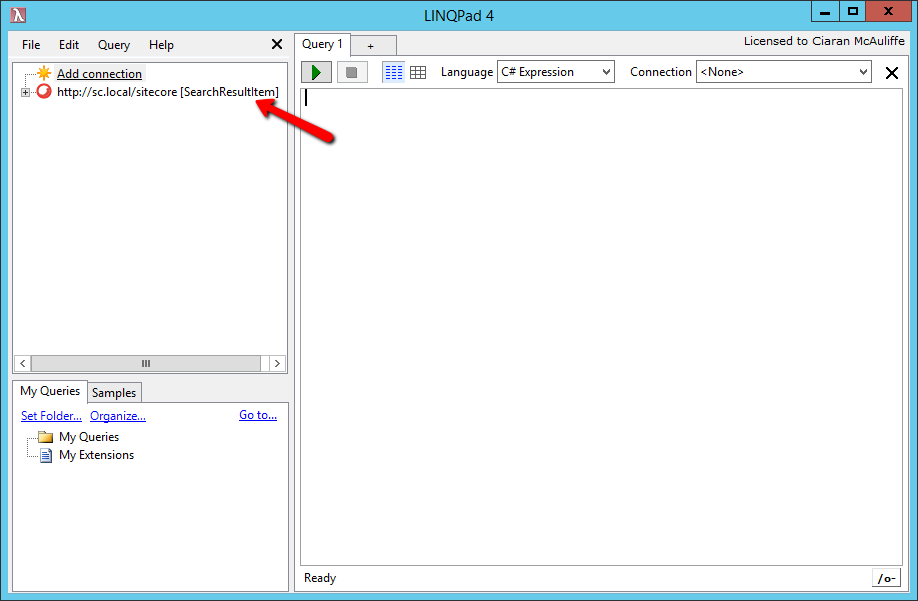 LINQPad 4
File Edit Query Help
Add connection
http://sc.local/sitecore [SearchResultItem]
My Queries Samples
Set Folder... Organize... Go to...
My Queries
My Extensions
Query 1 +
Licensed to Ciaran McAuliffe
Language C# Expression Connection <None>
Ready
/o-